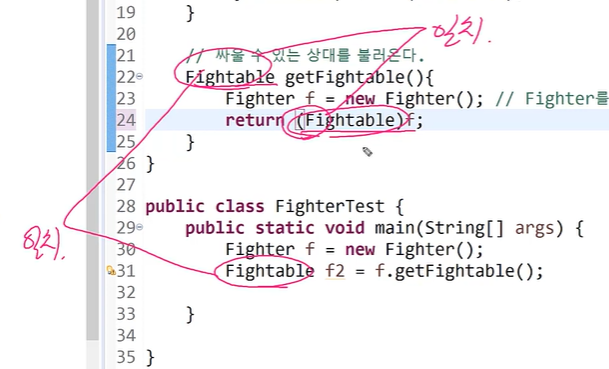 19 }
20
21 // 싸울 수 있는 상대를 불러온다.
22 Fightable getFightable(){
23 Fighter f = new Fighter(); // Fighter를
24 return (Fightable)f;
25 }
26 }
27
28 public class FighterTest {
29 public static void main(String[] args) {
30 Fighter f = new Fighter();
31 Fightable f2 = f.getFightable();
32
33 }
34
35 }
일치.
일치.